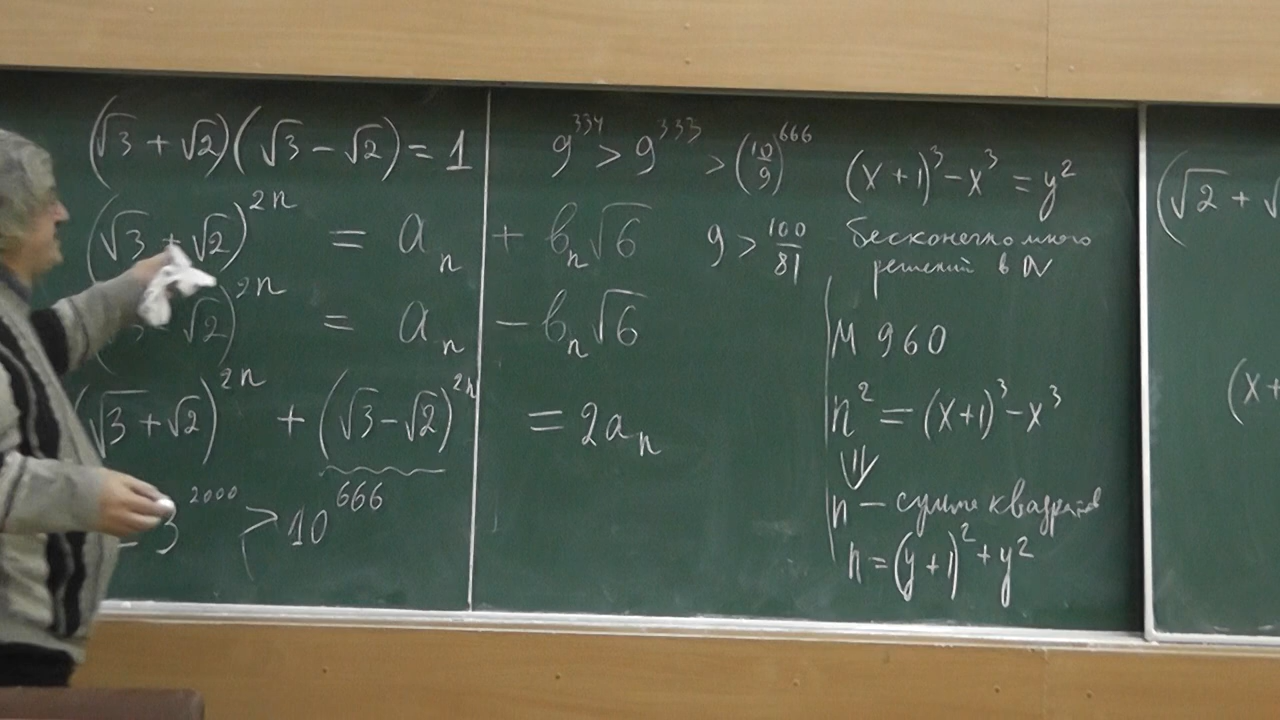 (√3 + √2)(√3 − √2) = 1
(√3 + √2)^{2n} = a_n + b_n√6
√2)^{2n} = a_n − b_n√6
(√3 + √2)^{2n} + (√3 − √2)^{2n} = 2a_n
3^{2000} > 10^{666}
9^{334} > 9^{333} > (10/9)^{666}
9 > 100/81
(x + 1)^3 − x^3 = y^2
бесконечно много
решений в N
М 960
n^2 = (x+1)^3 − x^3
⇓
n − сумма квадратов
n = (y+1)^2 + y^2
(√2 + √
(x+